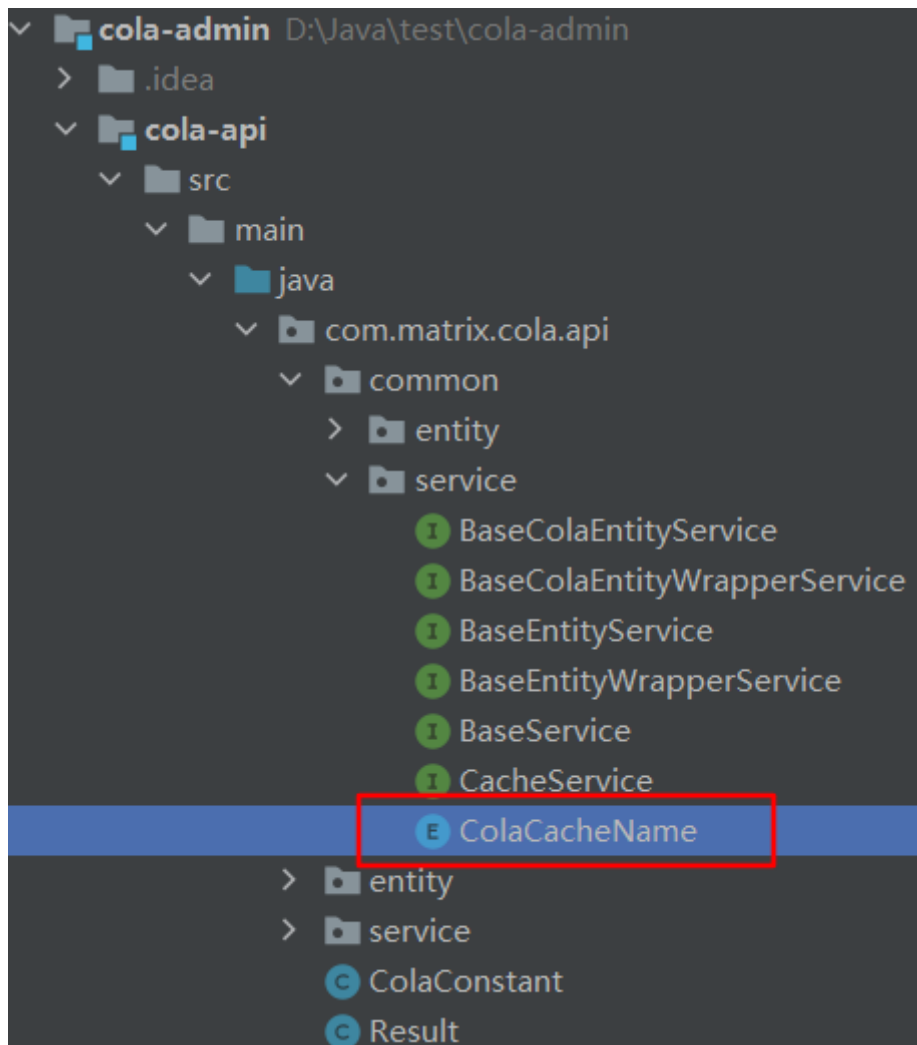 cola-admin D:\Java\test\cola-admin
.idea
cola-api
src
main
java
com.matrix.cola.api
common
entity
service
I BaseColaEntityService
I BaseColaEntityWrapperService
I BaseEntityService
I BaseEntityWrapperService
I BaseService
I CacheService
E ColaCacheName
entity
service
C ColaConstant
C Result